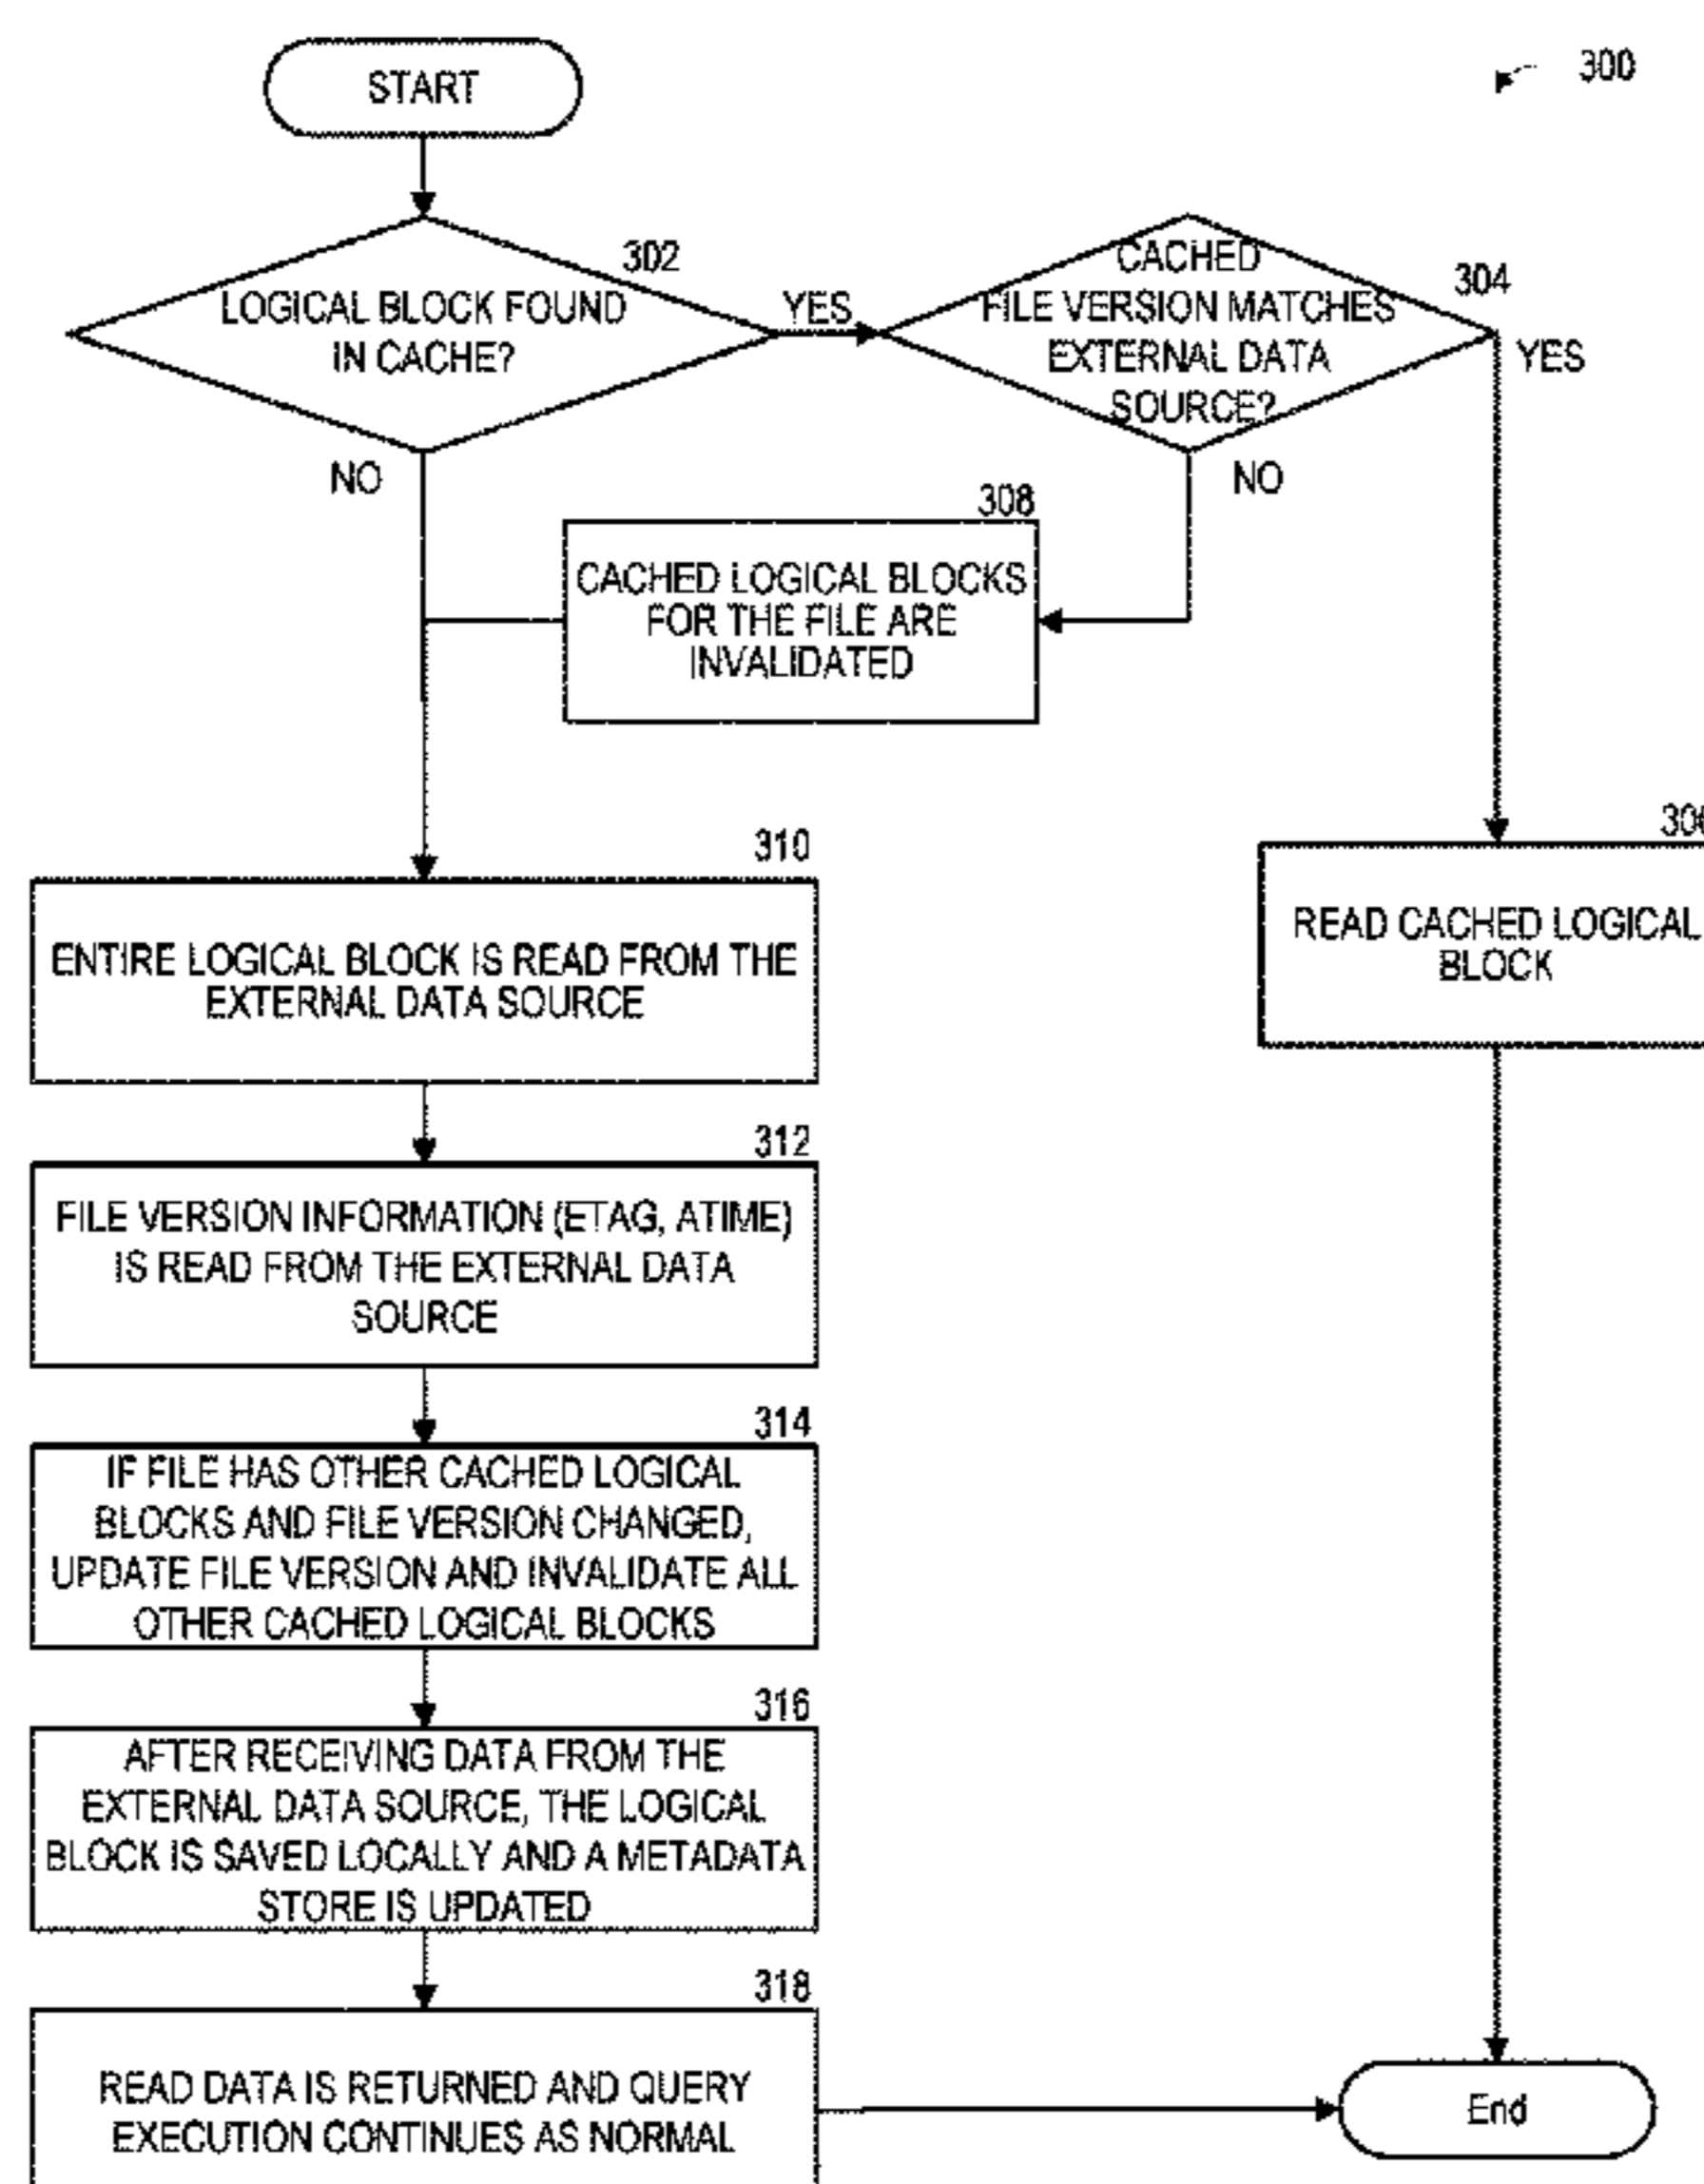 START
300
302
LOGICAL BLOCK FOUND
IN CACHE?
YES
CACHED
FILE VERSION MATCHES
EXTERNAL DATA
SOURCE?
304
YES
NO
NO
308
CACHED LOGICAL BLOCKS
FOR THE FILE ARE
INVALIDATED
310
ENTIRE LOGICAL BLOCK IS READ FROM THE
EXTERNAL DATA SOURCE
READ CACHED LOGICAL
BLOCK
312
FILE VERSION INFORMATION (ETAG, ATIME)
IS READ FROM THE EXTERNAL DATA
SOURCE
314
IF FILE HAS OTHER CACHED LOGICAL
BLOCKS AND FILE VERSION CHANGED,
UPDATE FILE VERSION AND INVALIDATE ALL
OTHER CACHED LOGICAL BLOCKS
316
AFTER RECEIVING DATA FROM THE
EXTERNAL DATA SOURCE, THE LOGICAL
BLOCK IS SAVED LOCALLY AND A METADATA
STORE IS UPDATED
318
READ DATA IS RETURNED AND QUERY
EXECUTION CONTINUES AS NORMAL
End